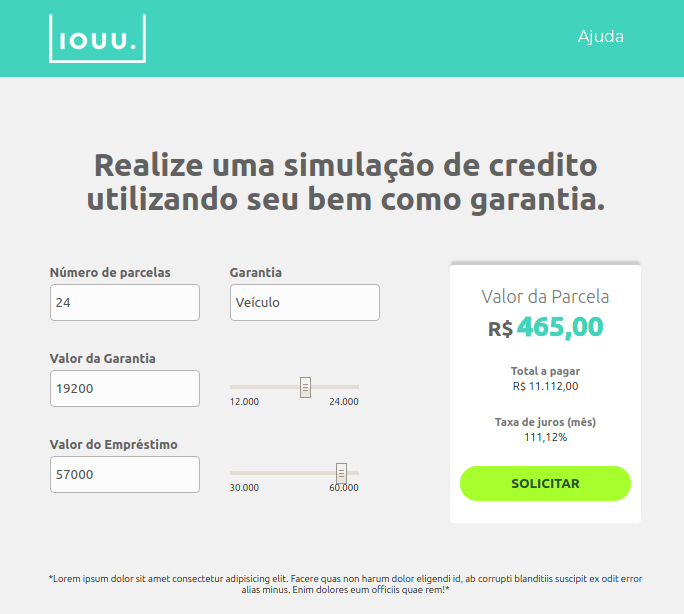 IOUU.
Ajuda
Realize uma simulação de credito
utilizando seu bem como garantia.
Número de parcelas
24
Garantia
Veículo
Valor da Garantia
19200
12.000
24.000
Valor do Empréstimo
57000
30.000
60.000
Valor da Parcela
R$ 465,00
Total a pagar
R$ 11.112,00
Taxa de juros (mês)
111,12%
SOLICITAR
*Lorem ipsum dolor sit amet consectetur adipisicing elit. Facere quas non harum dolor eligendi id, ab corrupti blanditiis suscipit ex odit error
alias minus. Enim dolores eum officiis quae rem!*